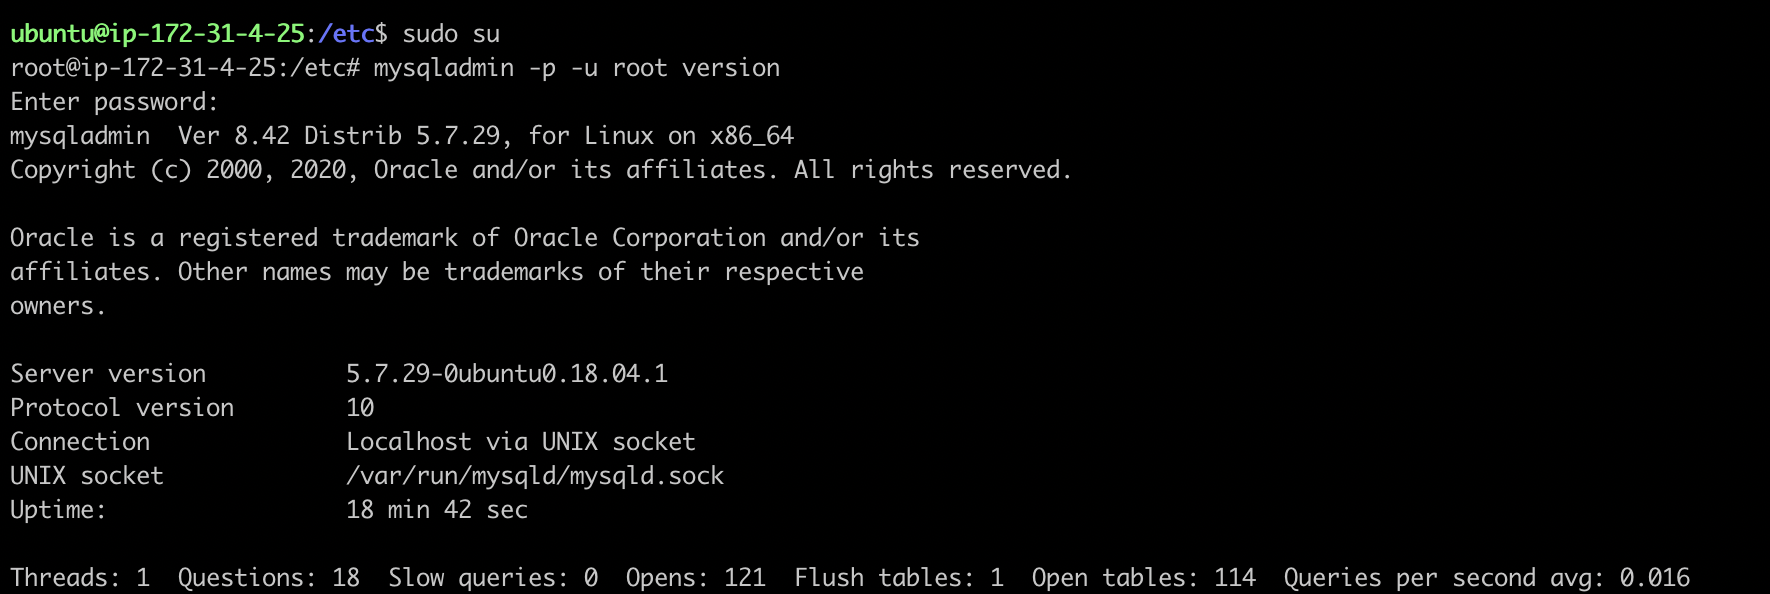 ubuntu@ip-172-31-4-25:/etc$ sudo su
root@ip-172-31-4-25:/etc# mysqladmin -p -u root version
Enter password:
mysqladmin  Ver 8.42 Distrib 5.7.29, for Linux on x86_64
Copyright (c) 2000, 2020, Oracle and/or its affiliates. All rights reserved.

Oracle is a registered trademark of Oracle Corporation and/or its
affiliates. Other names may be trademarks of their respective
owners.

Server version          5.7.29-0ubuntu0.18.04.1
Protocol version        10
Connection              Localhost via UNIX socket
UNIX socket             /var/run/mysqld/mysqld.sock
Uptime:                 18 min 42 sec

Threads: 1  Questions: 18  Slow queries: 0  Opens: 121  Flush tables: 1  Open tables: 114  Queries per second avg: 0.016